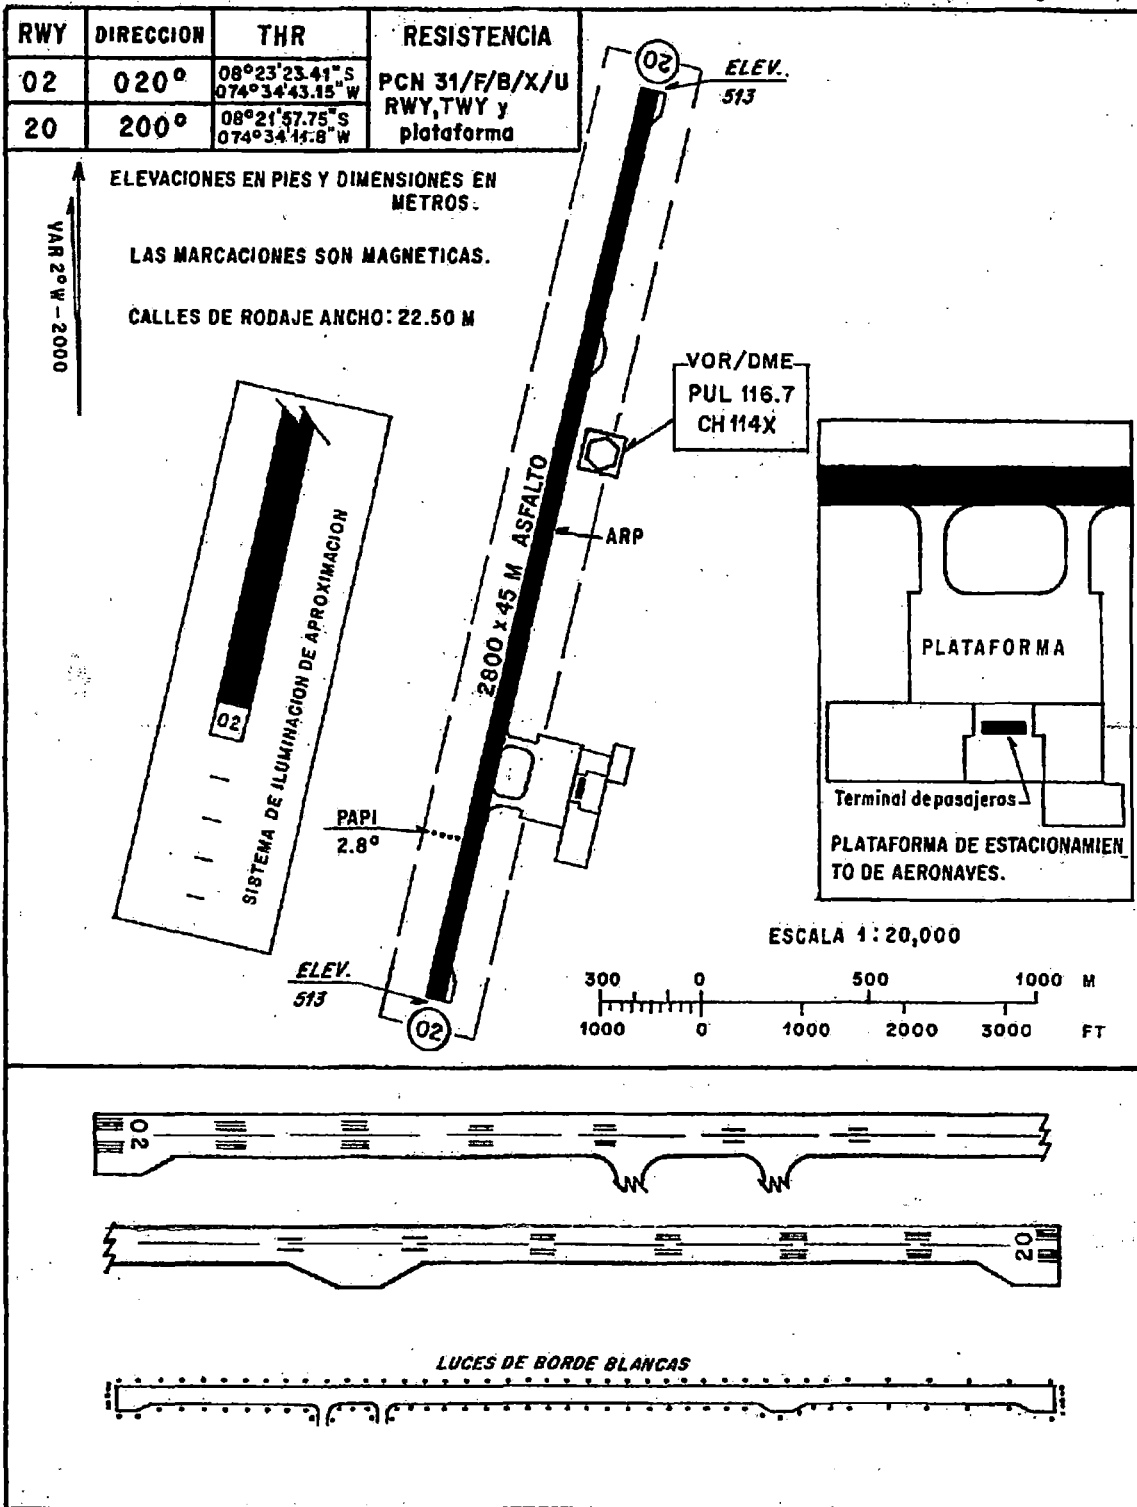 RWY DIRECCION THR RESISTENCIA
02 020° 08°23'23.41"S
074°34'43.15"W
20 200° 08°21'57.75"S
PCN 31/F/B/X/U
RWY,TWY y
plataforma
20
ELEV.
513
VAR 2° W - 2000
ELEVACIONES EN PIES Y DIMENSIONES EN
METROS.
LAS MARCACIONES SON MAGNETICAS.
CALLES DE RODAJE ANCHO: 22.50 M
VOR/DME
PUL 116.7
CH 114X
ARP
2800 x 45 M ASFALTO
02
SISTEMA DE ILUMINACION DE APROXIMACION
PAPI
2.8°
ELEV.
513
02
PLATAFORMA
Terminal de pasajeros
PLATAFORMA DE ESTACIONAMIEN
TO DE AERONAVES.
ESCALA 1:20,000
300 0 500 1000 M
1000 0 1000 2000 3000 FT
02
20
LUCES DE BORDE BLANCAS